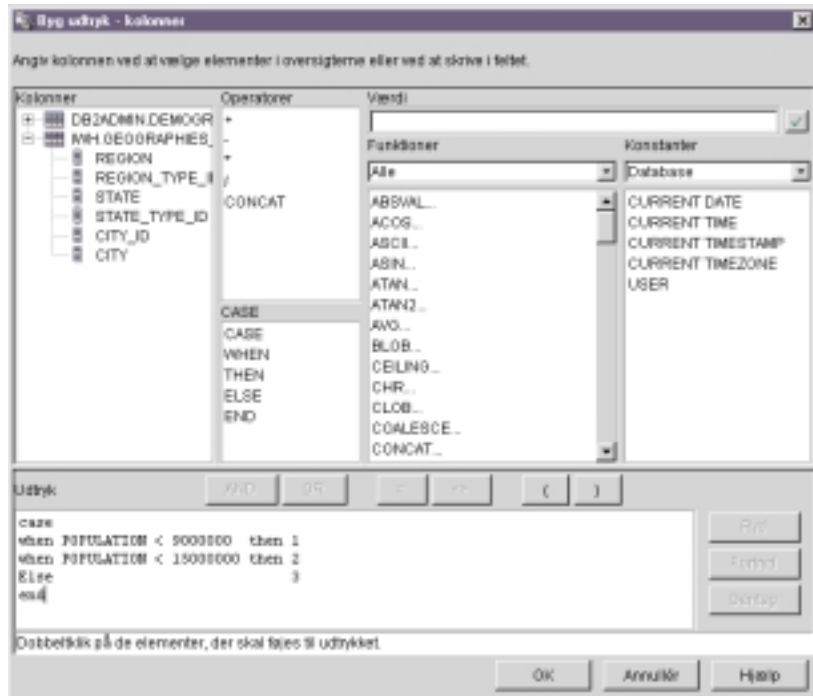 Byg udtryk - kolonner
Angiv kolonnen ved at vælge elementer i oversigterne eller ved at skrive i feltet.
Kolonner
DB2ADMIN.DEMOGR
IWH.GEOGRAPHIES_
REGION
REGION_TYPE_I
STATE
STATE_TYPE_ID
CITY_ID
CITY
Operatorer
+
-
*
/
CONCAT
CASE
CASE
WHEN
THEN
ELSE
END
Værdi
Funktioner
Alle
ABSVAL...
ACOS...
ASCII...
ASIN...
ATAN...
ATAN2...
AVG...
BLOB...
CEILING...
CHR...
CLOB...
COALESCE...
CONCAT...
Konstanter
Database
CURRENT DATE
CURRENT TIME
CURRENT TIMESTAMP
CURRENT TIMEZONE
USER
Udtryk
AND
OR
=
<>
(
)
case
when POPULATION < 9000000 then 1
when POPULATION < 15000000 then 2
Else 3
end
Ryd
Fortryd
Dobbeltklik på de elementer, der skal føjes til udtrykket.
OK
Annullér
Hjælp